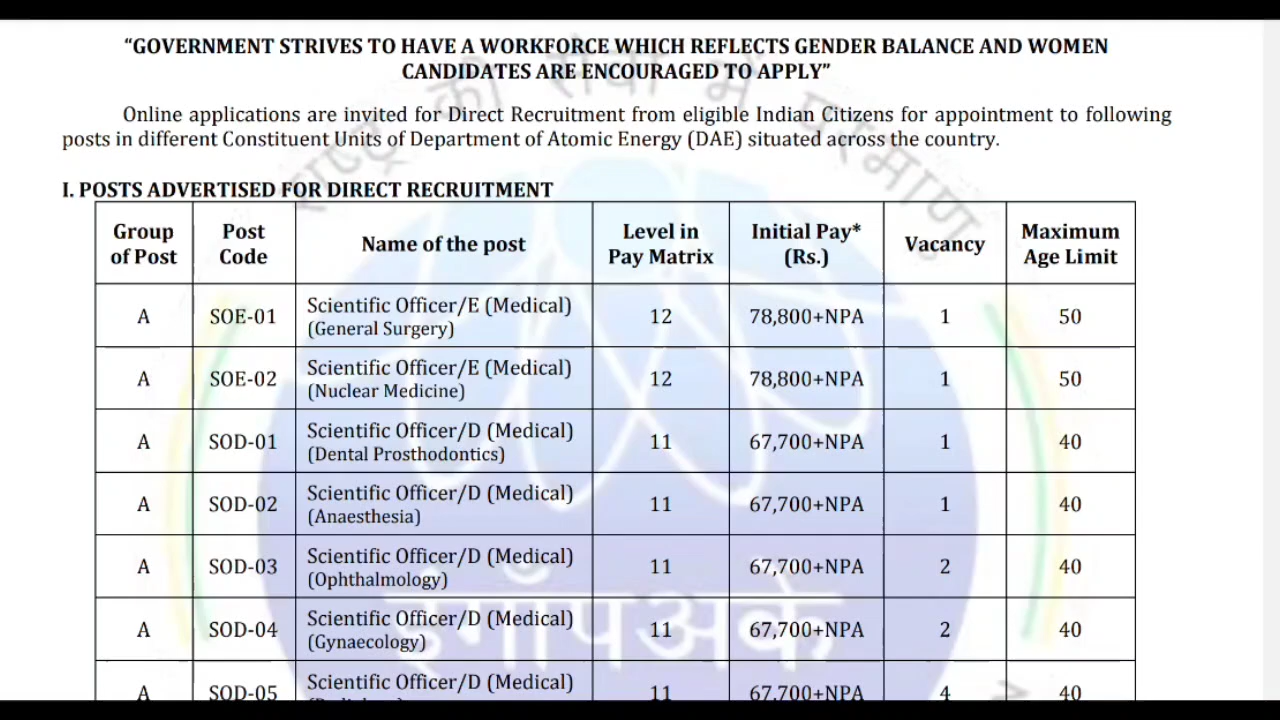 “GOVERNMENT STRIVES TO HAVE A WORKFORCE WHICH REFLECTS GENDER BALANCE AND WOMEN
CANDIDATES ARE ENCOURAGED TO APPLY”
Online applications are invited for Direct Recruitment from eligible Indian Citizens for appointment to following
posts in different Constituent Units of Department of Atomic Energy (DAE) situated across the country.
I. POSTS ADVERTISED FOR DIRECT RECRUITMENT
Group of Post | Post Code | Name of the post | Level in Pay Matrix | Initial Pay* (Rs.) | Vacancy | Maximum Age Limit
A SOE-01 Scientific Officer/E (Medical) (General Surgery) 12 78,800+NPA 1 50
A SOE-02 Scientific Officer/E (Medical) (Nuclear Medicine) 12 78,800+NPA 1 50
A SOD-01 Scientific Officer/D (Medical) (Dental Prosthodontics) 11 67,700+NPA 1 40
A SOD-02 Scientific Officer/D (Medical) (Anaesthesia) 11 67,700+NPA 1 40
A SOD-03 Scientific Officer/D (Medical) (Ophthalmology) 11 67,700+NPA 2 40
A SOD-04 Scientific Officer/D (Medical) (Gynaecology) 11 67,700+NPA 2 40
A SOD-05 Scientific Officer/D (Medical) 11 67,700+NPA 4 40